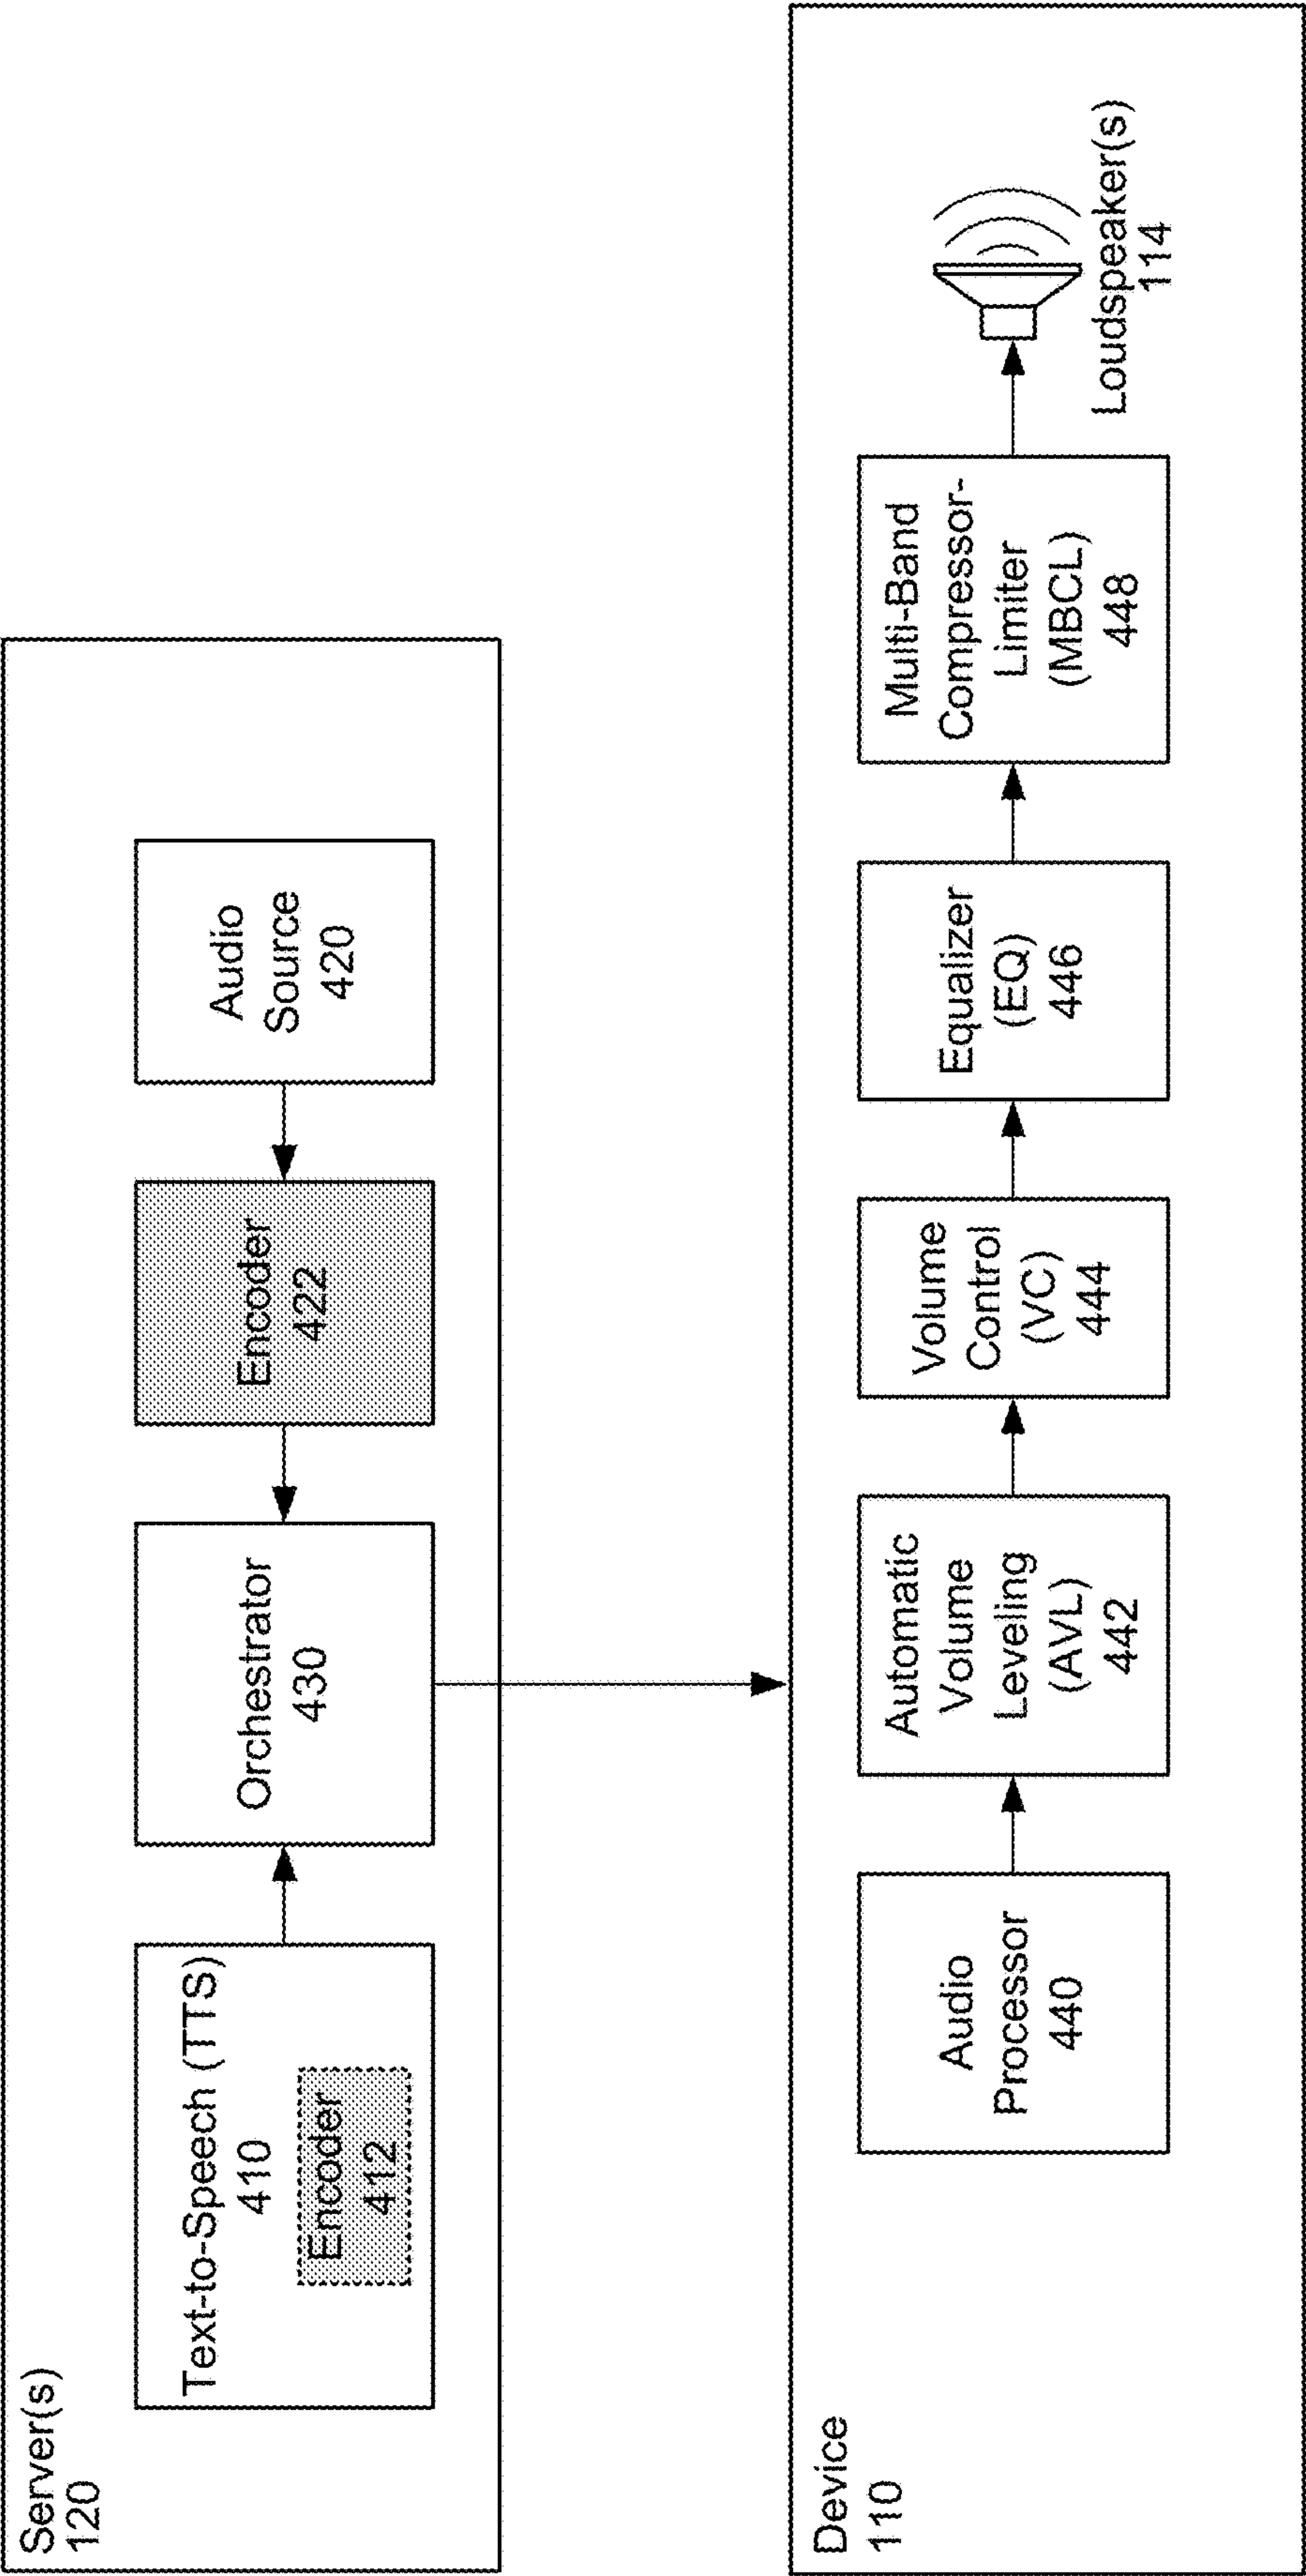 Server(s)
120
Text-to-Speech (TTS)
410
Encoder
412
Orchestrator
430
Encoder
422
Audio
Source
420
Device
110
Audio
Processor
440
Automatic
Volume
Leveling
(AVL)
442
Volume
Control
(VC)
444
Equalizer
(EQ)
446
Multi-Band
Compressor-
Limiter
(MBCL)
448
Loudspeaker(s)
114